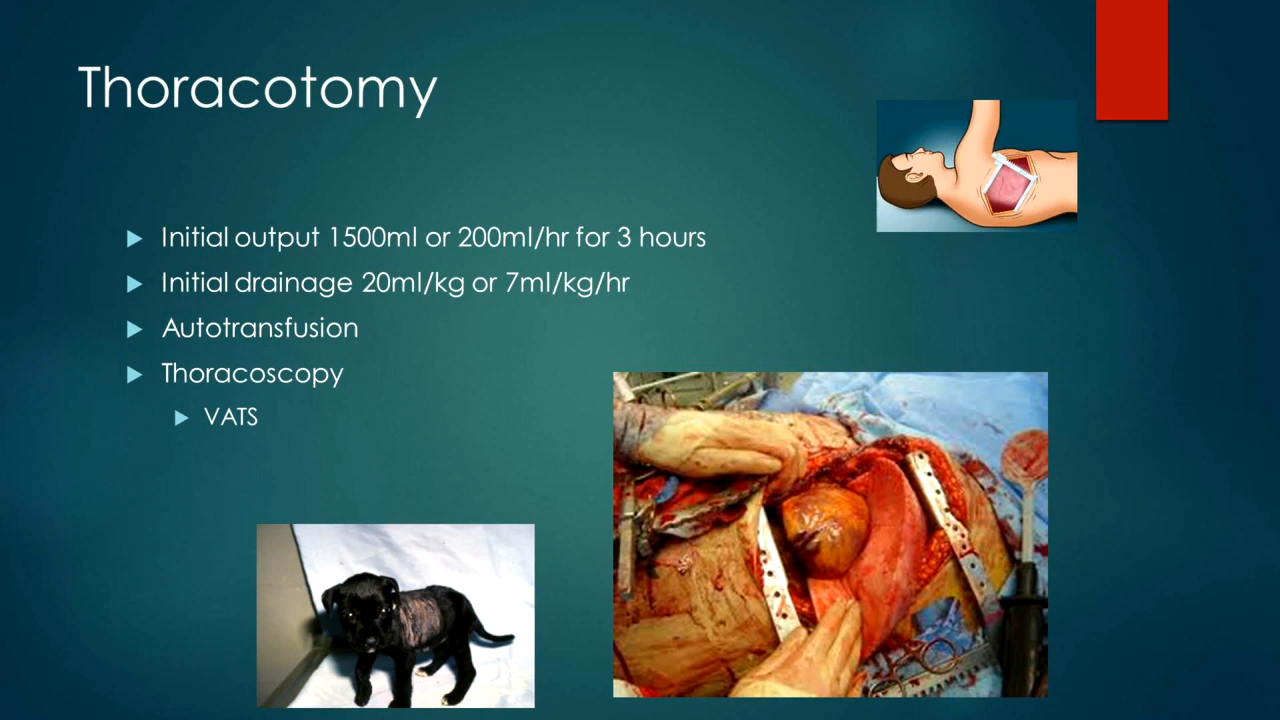 Thoracotomy
Initial output 1500ml or 200ml/hr for 3 hours
Initial drainage 20ml/kg or 7ml/kg/hr
Autotransfusion
Thoracoscopy
VATS